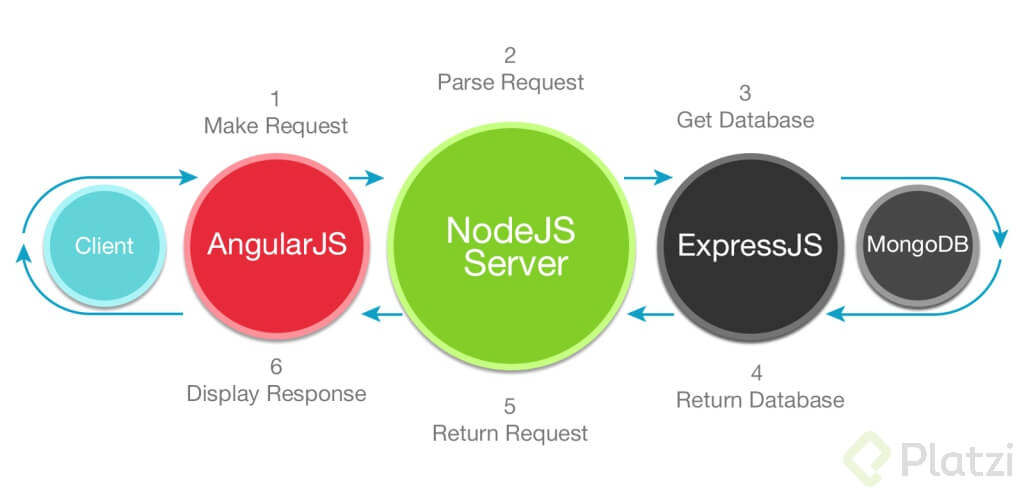 1
Make Request
2
Parse Request
3
Get Database
Client
AngularJS
NodeJS
Server
ExpressJS
MongoDB
6
Display Response
5
Return Request
4
Return Database
Platzi